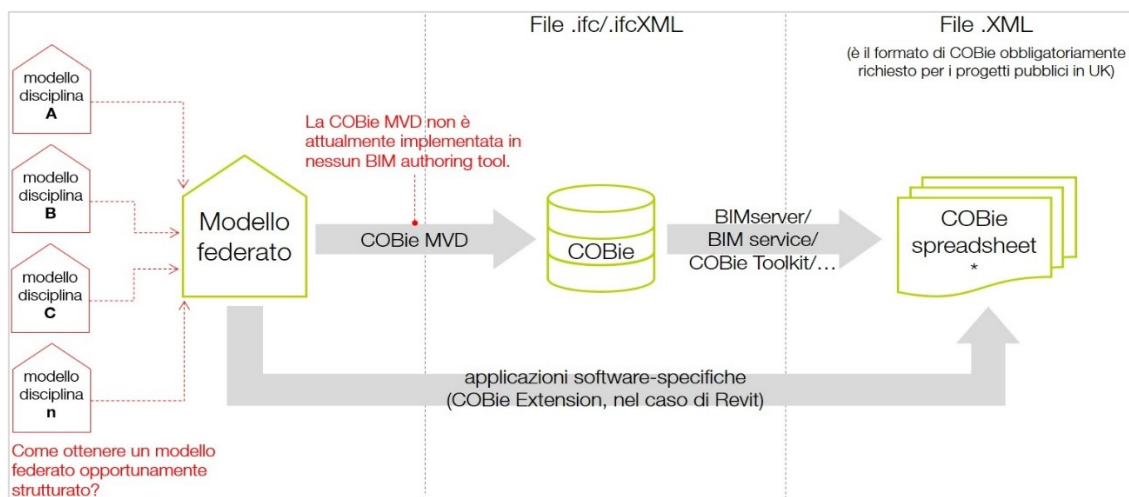 File .ifc/.ifcXML
File .XML
(è il formato di COBie obbligatoriamente
richiesto per i progetti pubblici in UK)
modello
disciplina
A
modello
disciplina
B
modello
disciplina
C
modello
disciplina
n
Come ottenere un modello
federato opportunamente
strutturato?
Modello
federato
La COBie MVD non è
attualmente implementata in
nessun BIM authoring tool.
COBie MVD
COBie
BIMserver/
BIM service/
COBie Toolkit/...
COBie
spreadsheet
*
applicazioni software-specifiche
(COBie Extension, nel caso di Revit)